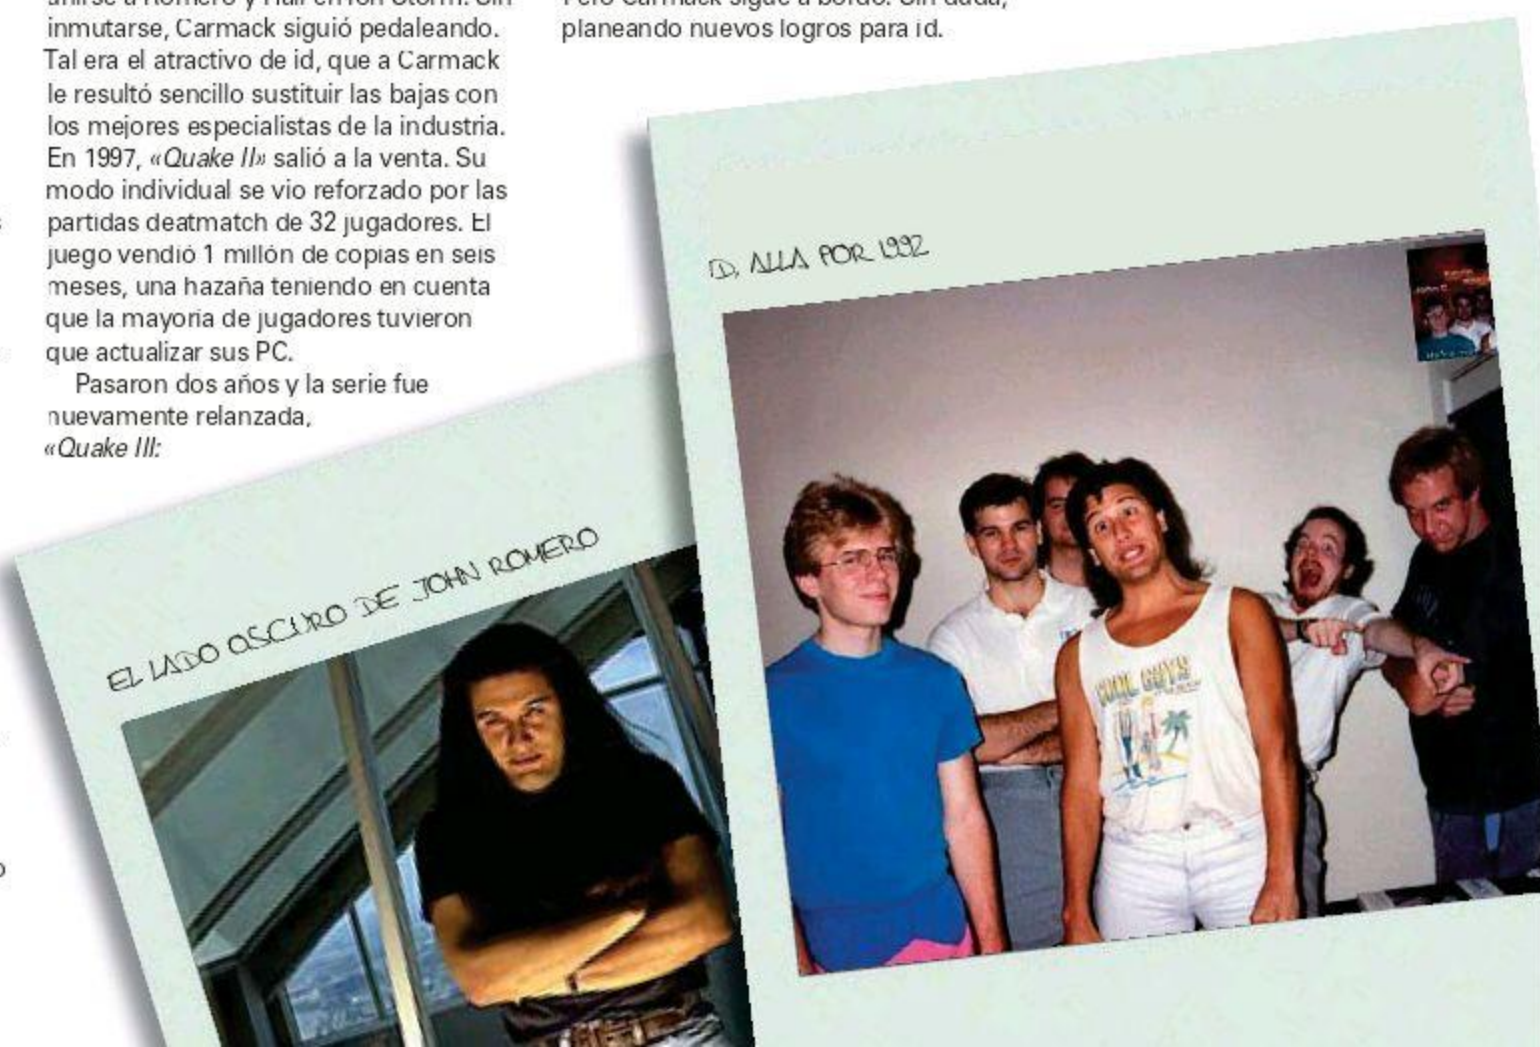 inmutarse, Carmack siguió pedaleando.
Tal era el atractivo de id, que a Carmack
le resultó sencillo sustituir las bajas con
los mejores especialistas de la industria.
En 1997, «Quake II» salió a la venta. Su
modo individual se vio reforzado por las
partidas deatmatch de 32 jugadores. El
juego vendió 1 millón de copias en seis
meses, una hazaña teniendo en cuenta
que la mayoría de jugadores tuvieron
que actualizar sus PC.
Pasaron dos años y la serie fue
nuevamente relanzada,
«Quake III:
planeando nuevos logros para id.
EL LADO OSCURO DE JOHN ROMERO
ID, ALLA POR 1992
COOL GUYS